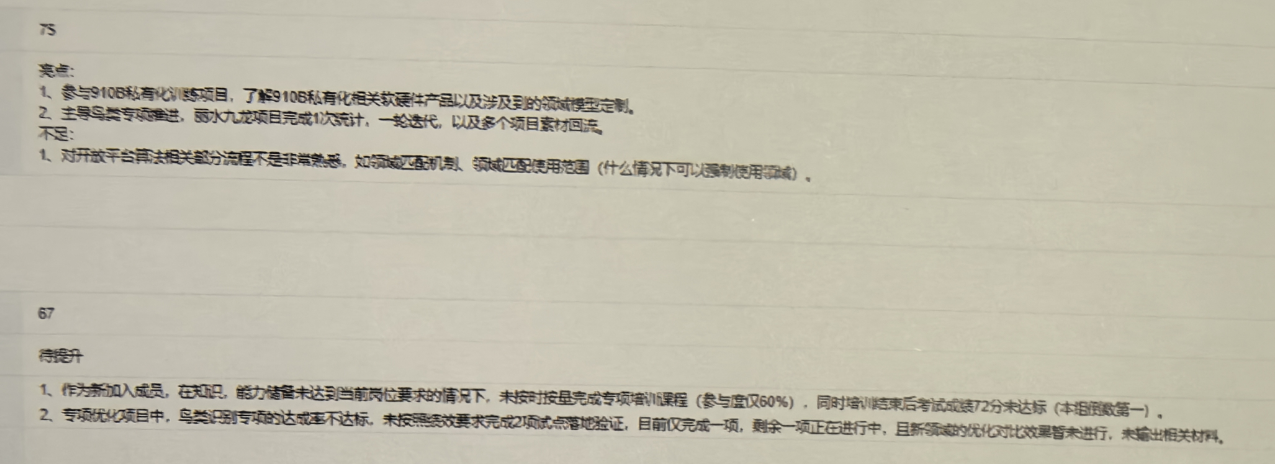 75
亮点：
1、参与910B私有化训练项目，了解910B私有化相关软硬件产品以及涉及到的领域模型定制。
2、主导鸟类专项推进，丽水九龙项目完成1次统计，一轮迭代，以及多个项目素材回流。
不足：
1、对开放平台算法相关部分流程不是非常熟悉，如领域匹配机制、领域匹配使用范围（什么情况下可以强制使用领域）。
67
待提升
1、作为新加入成员，在知识，能力储备未达到当前岗位要求的情况下，未按时按量完成专项培训课程（参与度仅60%），同时培训结束后考试成绩72分未达标（本组倒数第一）。
2、专项优化项目中，鸟类识别专项的达成率不达标，未按照绩效要求完成2项试点落地验证，目前仅完成一项，剩余一项正在进行中，且新领域的优化对比效果暂未进行，未输出相关材料。